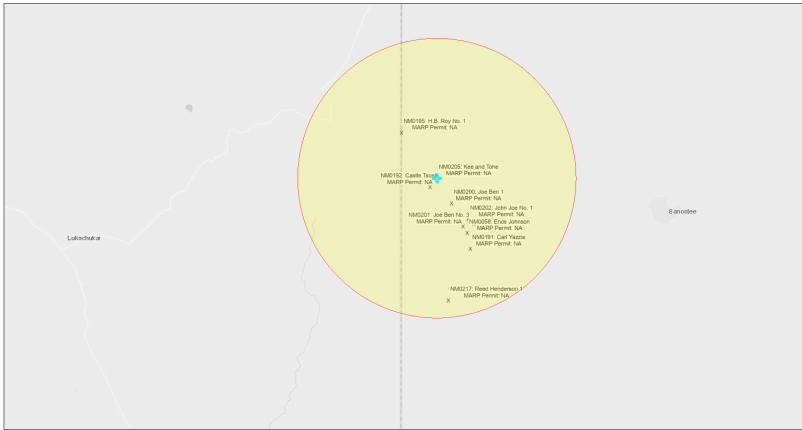 NM0195: H.B. Roy No. 1
MARP Permit: NA
X
NM0205: Kee and Tohe
MARP Permit: NA
NM0192: Castle Tsosie
MARP Permit: NA
X
NM0200: Joe Ben 1
MARP Permit: NA
X
NM0202: John Joe No. 1
MARP Permit: NA
X
NM0201: Joe Ben No. 3
MARP Permit: NA
X
NM0058: Enos Johnson
MARP Permit: NA
X
NM0191: Carl Yazzie
MARP Permit: NA
X
NM0217: Reed Henderson 1
MARP Permit: NA
X
Lukachukai
Sanostee